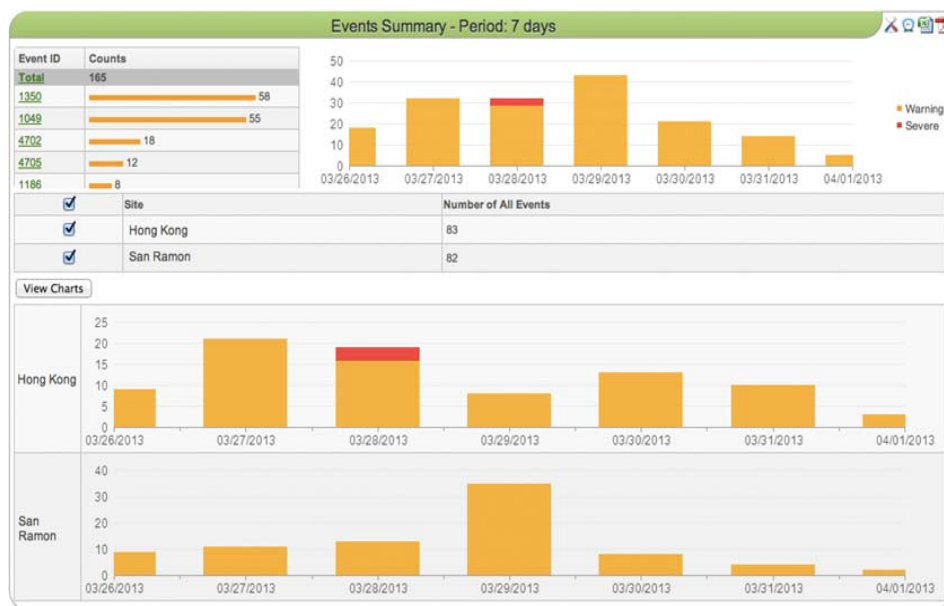 Events Summary - Period: 7 days
Event ID Counts
Total 165
1350 58
1049 55
4702 18
4705 12
1186 8
50
40
30
20
10
0
03/26/2013 03/27/2013 03/28/2013 03/29/2013 03/30/2013 03/31/2013 04/01/2013
Warning
Severe
Site Number of All Events
Hong Kong 83
San Ramon 82
View Charts
Hong Kong
25
20
15
10
5
0
03/26/2013 03/27/2013 03/28/2013 03/29/2013 03/30/2013 03/31/2013 04/01/2013
San
Ramon
40
30
20
10
0
03/26/2013 03/27/2013 03/28/2013 03/29/2013 03/30/2013 03/31/2013 04/01/2013